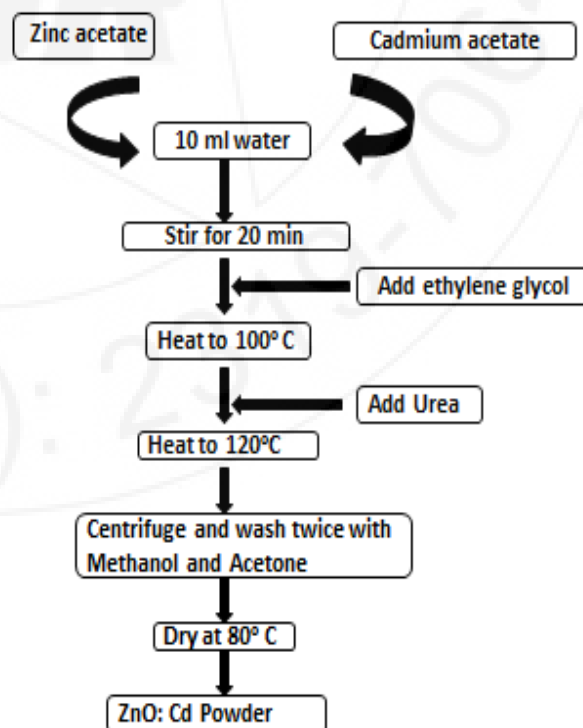 Zinc acetate
Cadmium acetate
10 ml water
Stir for 20 min
Add ethylene glycol
Heat to 100° C
Add Urea
Heat to 120°C
Centrifuge and wash twice with
Methanol and Acetone
Dry at 80° C
ZnO: Cd Powder